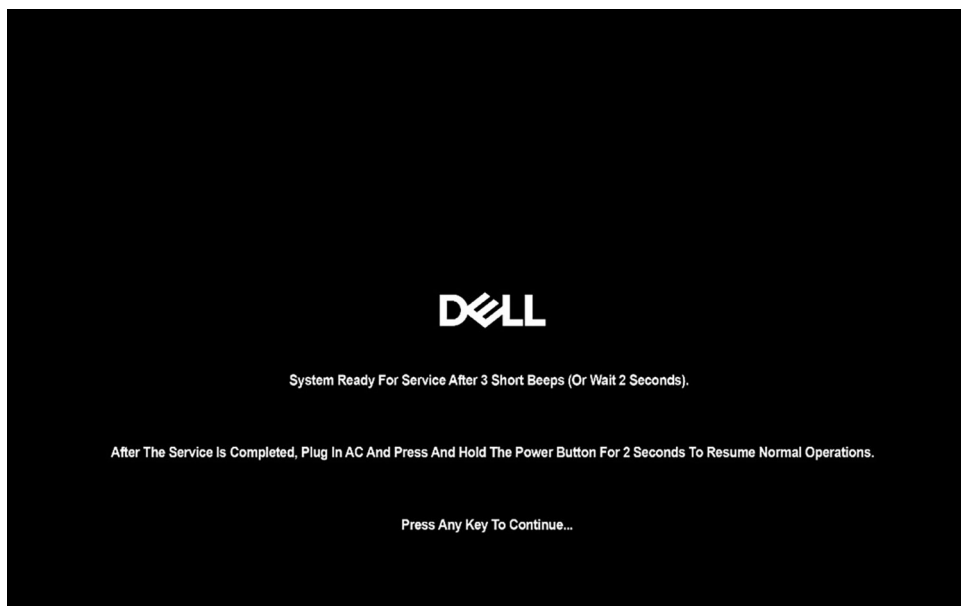 DELL
System Ready For Service After 3 Short Beeps (Or Wait 2 Seconds).
After The Service Is Completed, Plug In AC And Press And Hold The Power Button For 2 Seconds To Resume Normal Operations.
Press Any Key To Continue...